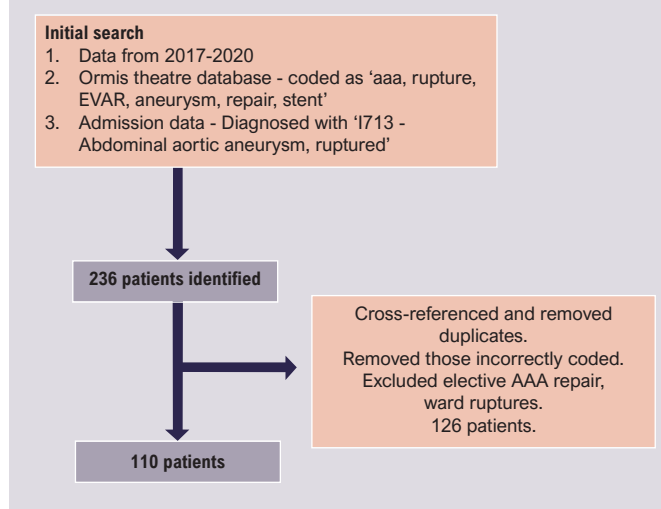 Initial search
1. Data from 2017-2020
2. Ormis theatre database - coded as ‘aaa, rupture,
EVAR, aneurysm, repair, stent’
3. Admission data - Diagnosed with ‘I713 -
Abdominal aortic aneurysm, ruptured’
236 patients identified
Cross-referenced and removed
duplicates.
Removed those incorrectly coded.
Excluded elective AAA repair,
ward ruptures.
126 patients.
110 patients